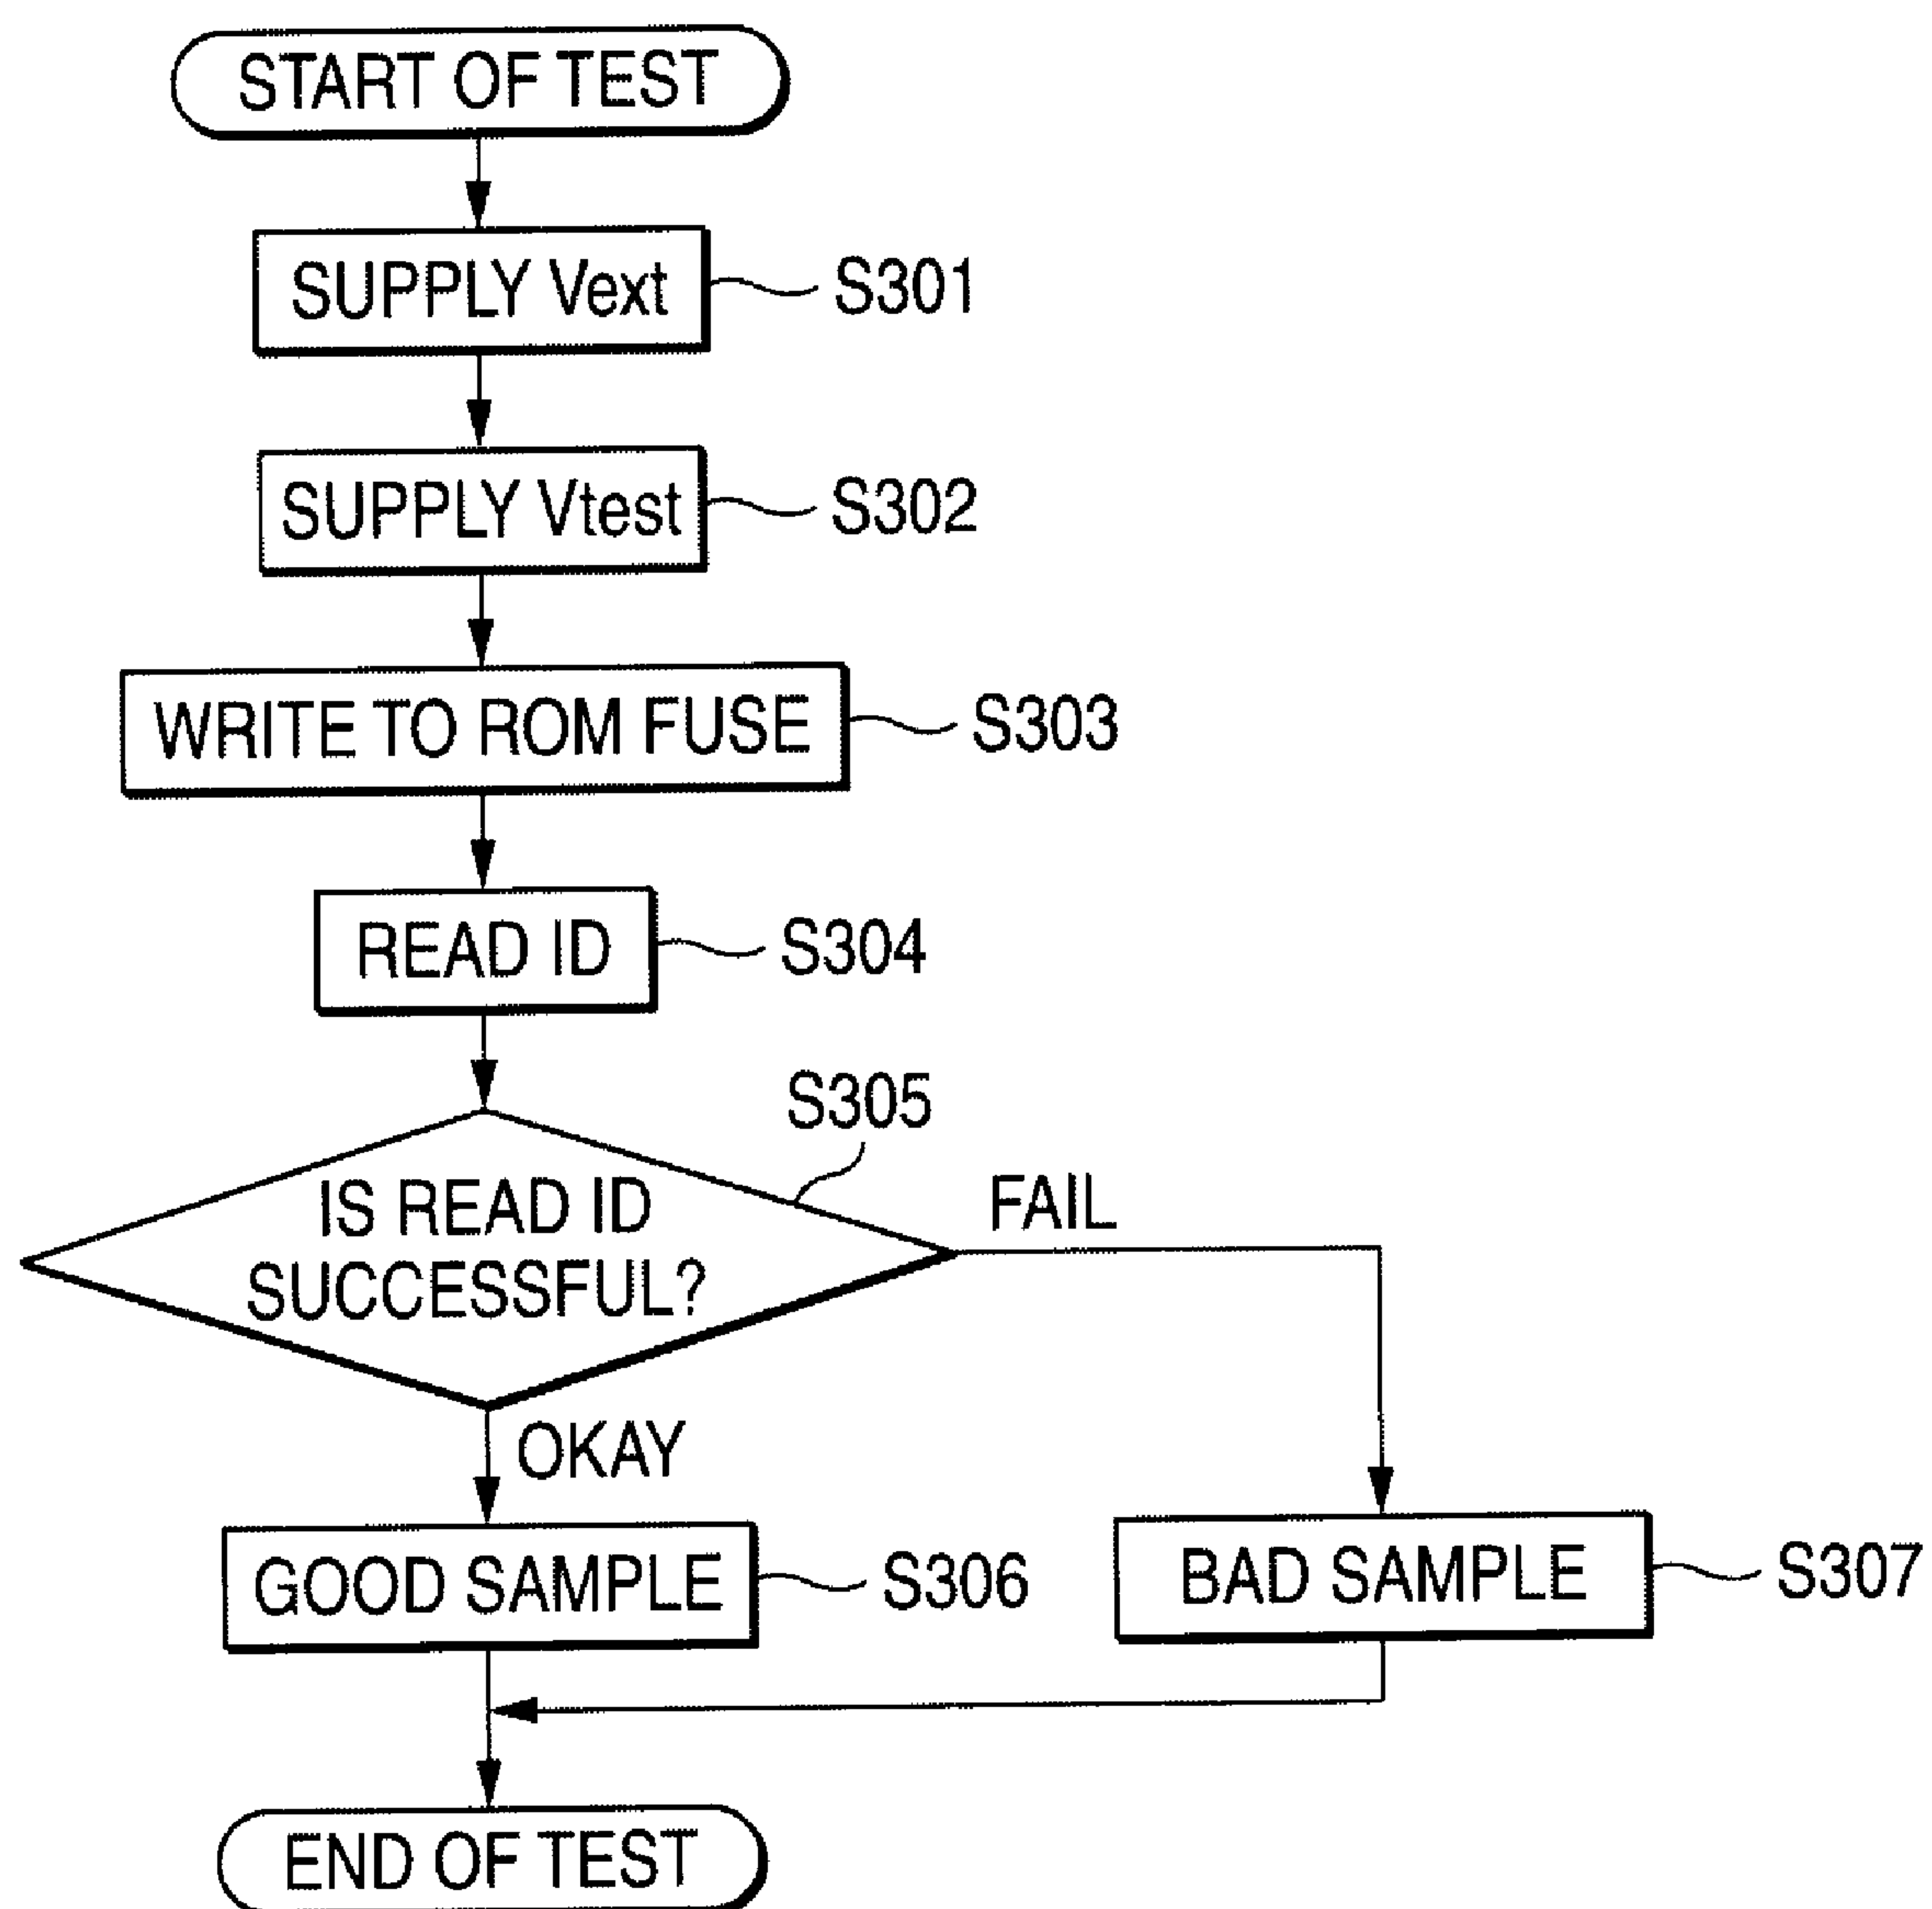 START OF TEST
SUPPLY Vext
S301
SUPPLY Vtest
S302
WRITE TO ROM FUSE
S303
READ ID
S304
S305
IS READ ID
SUCCESSFUL?
FAIL
OKAY
GOOD SAMPLE
S306
BAD SAMPLE
S307
END OF TEST